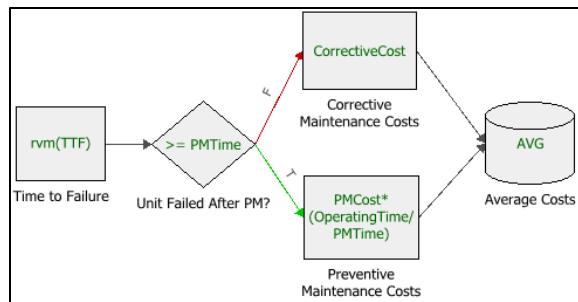 rvm(TTF)
Time to Failure
>= PMTime
Unit Failed After PM?
F
T
CorrectiveCost
Corrective
Maintenance Costs
PMCost*
(OperatingTime/
PMTime)
Preventive
Maintenance Costs
AVG
Average Costs